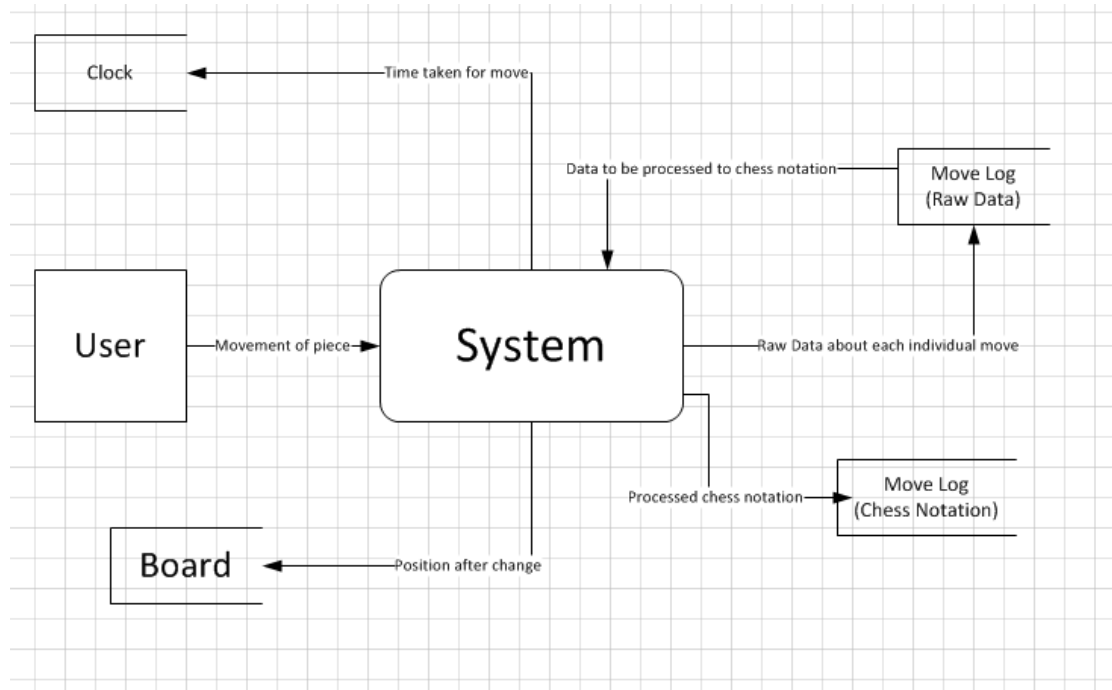 Clock
Time taken for move
Data to be processed to chess notation
Move Log
(Raw Data)
User
Movement of piece
System
Raw Data about each individual move
Processed chess notation
Move Log
(Chess Notation)
Board
Position after change